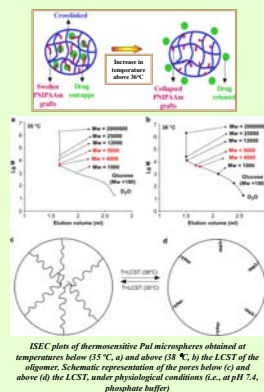 Crosslinked
Increase in
temperature
above 36°C
Swollen
PNIPAAm
grafts
Drug
entrapped
Collapsed
PNIPAAm
grafts
Drug
released
a
35 °C
Mw = 2000000
Mw = 25000
Mw = 12000
Mw = 5000
Mw = 4000
Mw = 1000
Glucose
(Mw =180)
D₂O
Lg M
Elution volume (ml)
b
38 °C
Mw = 2000000
Mw = 25000
Mw = 12000
Mw = 5000
Mw = 4000
Mw = 1000
Glucose
(Mw=180)
D₂O
Lg M
Elution volume (ml)
c
d
ISEC plots of thermosensitive Pul microspheres obtained at
temperatures below (35 °C, a) and above (38 °C, b) the LCST of the
oligomer. Schematic representation of the pores below (c) and
above (d) the LCST, under physiological conditions (i.e., at pH 7.4,
phosphate buffer)